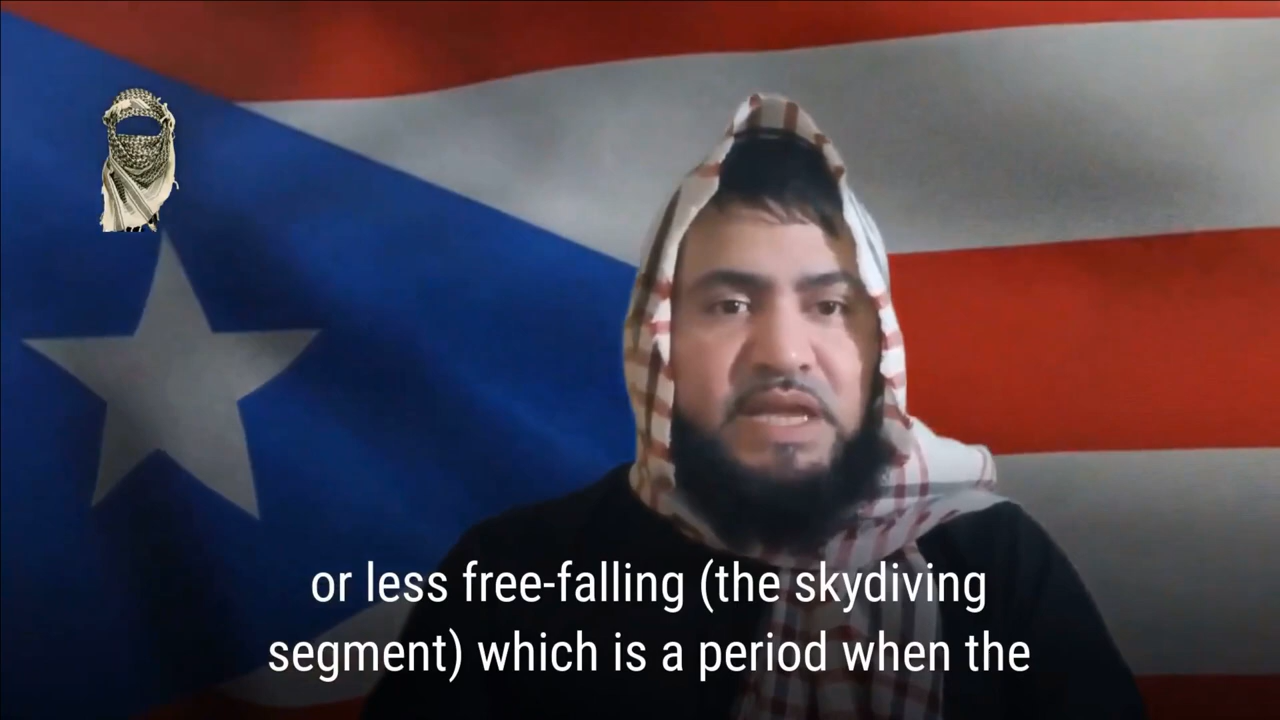 or less free-falling (the skydiving
segment) which is a period when the